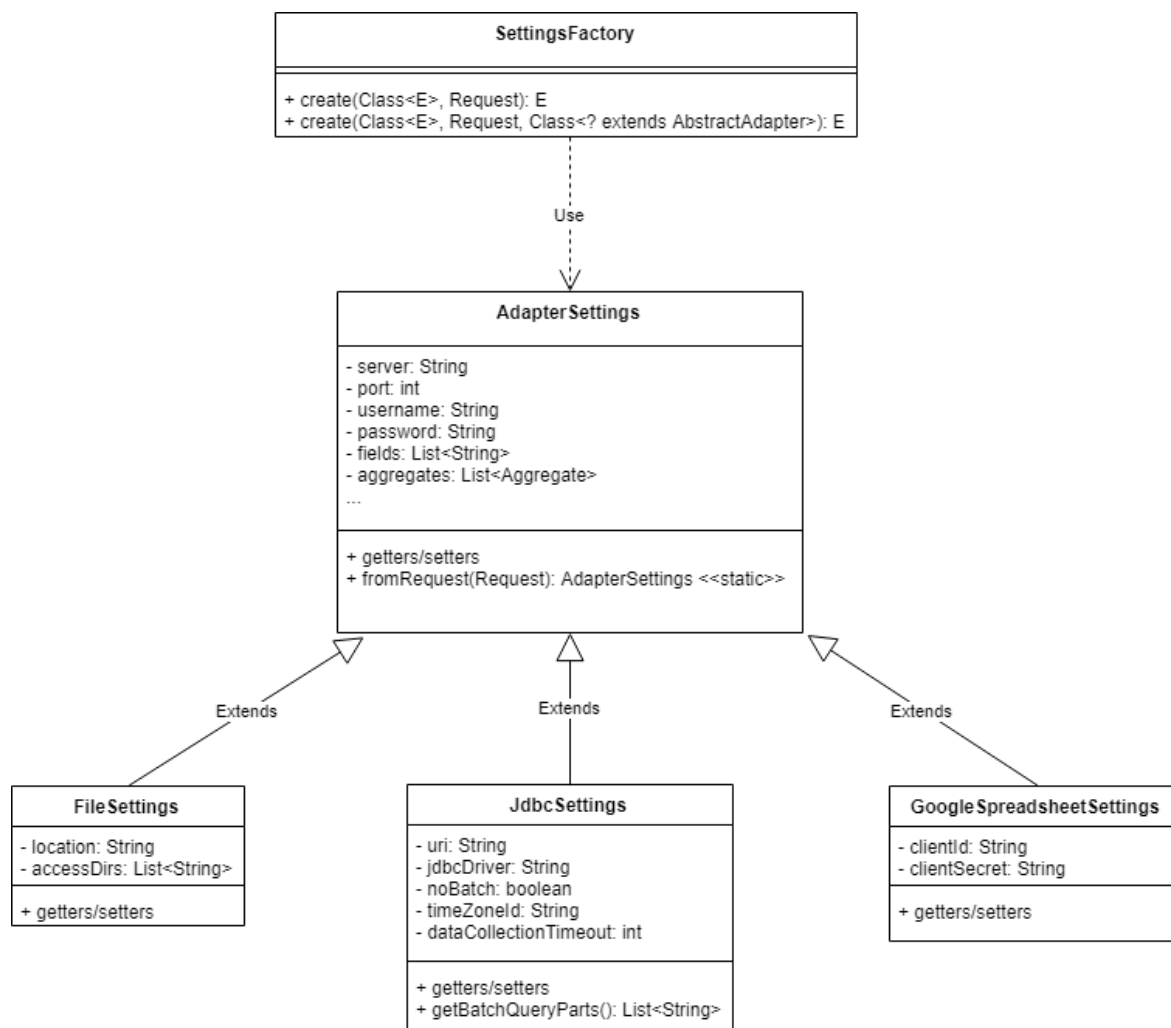 SettingsFactory
+ create(Class<E>, Request): E
+ create(Class<E>, Request, Class<? extends AbstractAdapter>): E
Use
AdapterSettings
- server: String
- port: int
- username: String
- password: String
- fields: List<String>
- aggregates: List<Aggregate>
...
+ getters/setters
+ fromRequest(Request): AdapterSettings <<static>>
Extends
Extends
Extends
FileSettings
- location: String
- accessDirs: List<String>
+ getters/setters
JdbcSettings
- uri: String
- jdbcDriver: String
- noBatch: boolean
- timeZoneId: String
- dataCollectionTimeout: int
+ getters/setters
+ getBatchQueryParts(): List<String>
GoogleSpreadsheetSettings
- clientId: String
- clientSecret: String
+ getters/setters